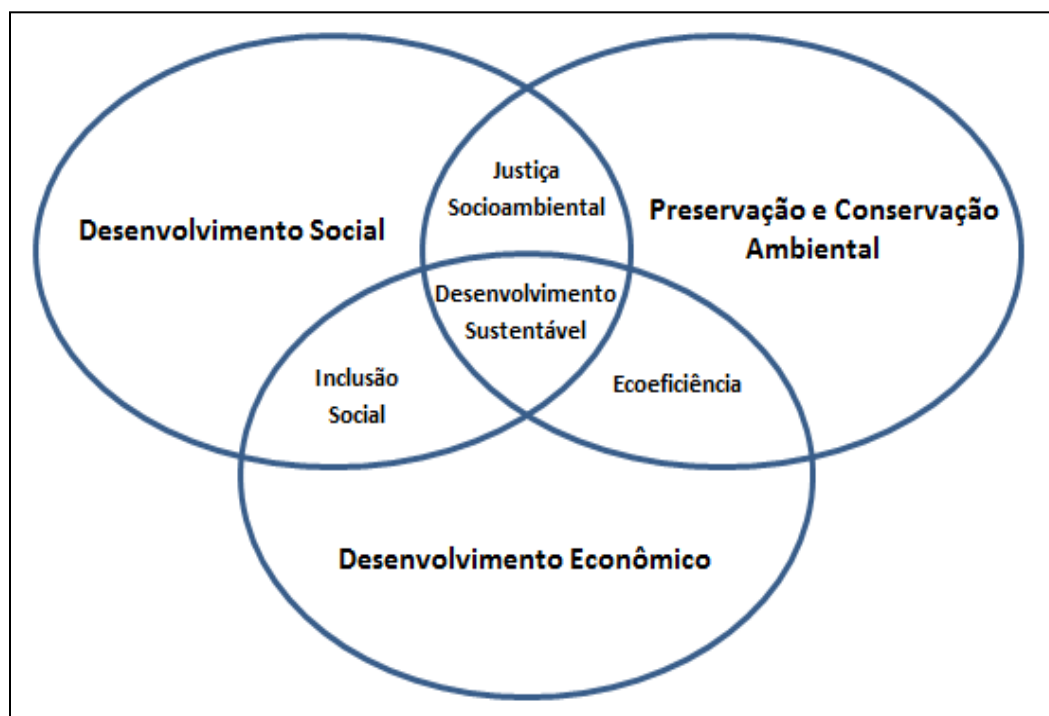 Justiça
Socioambiental
Desenvolvimento Social
Preservação e Conservação
Ambiental
Desenvolvimento
Sustentável
Inclusão
Social
Ecoeficiência
Desenvolvimento Econômico